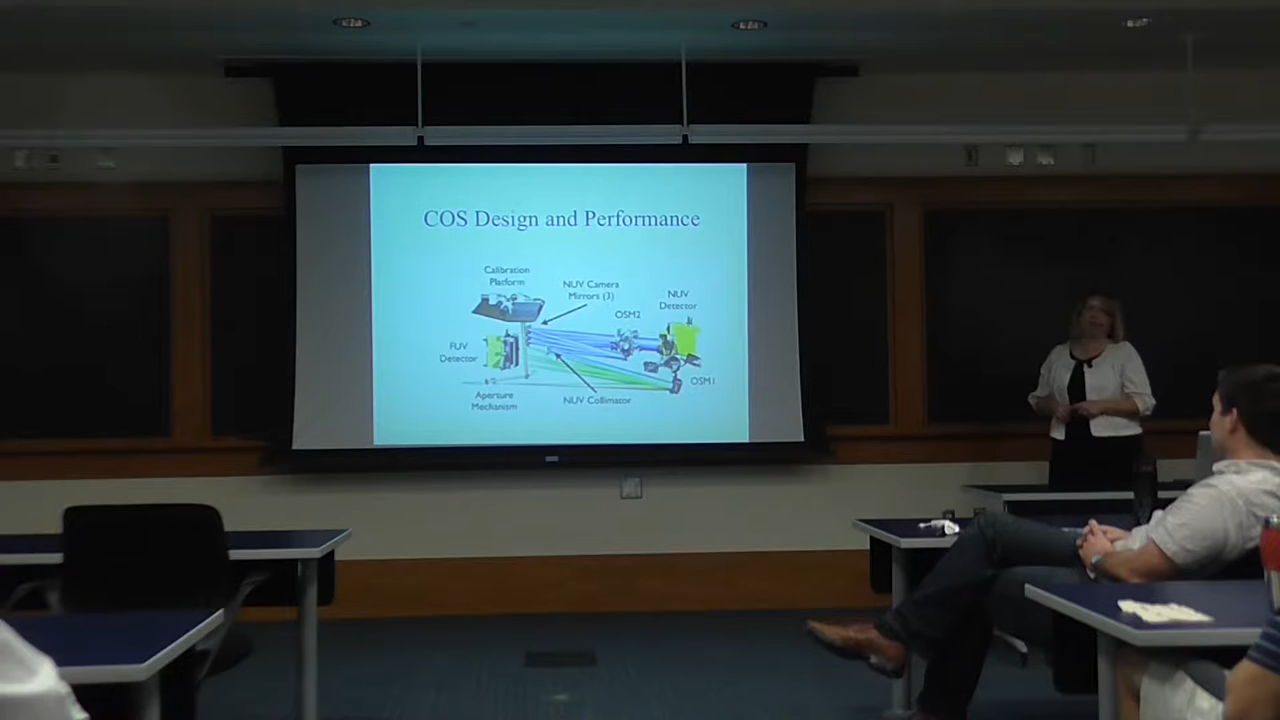 COS Design and Performance
Calibration
Platform
NUV Camera
Mirrors (3)
NUV
Detector
OSM2
FUV
Detector
OSM1
Aperture
Mechanism
NUV Collimator